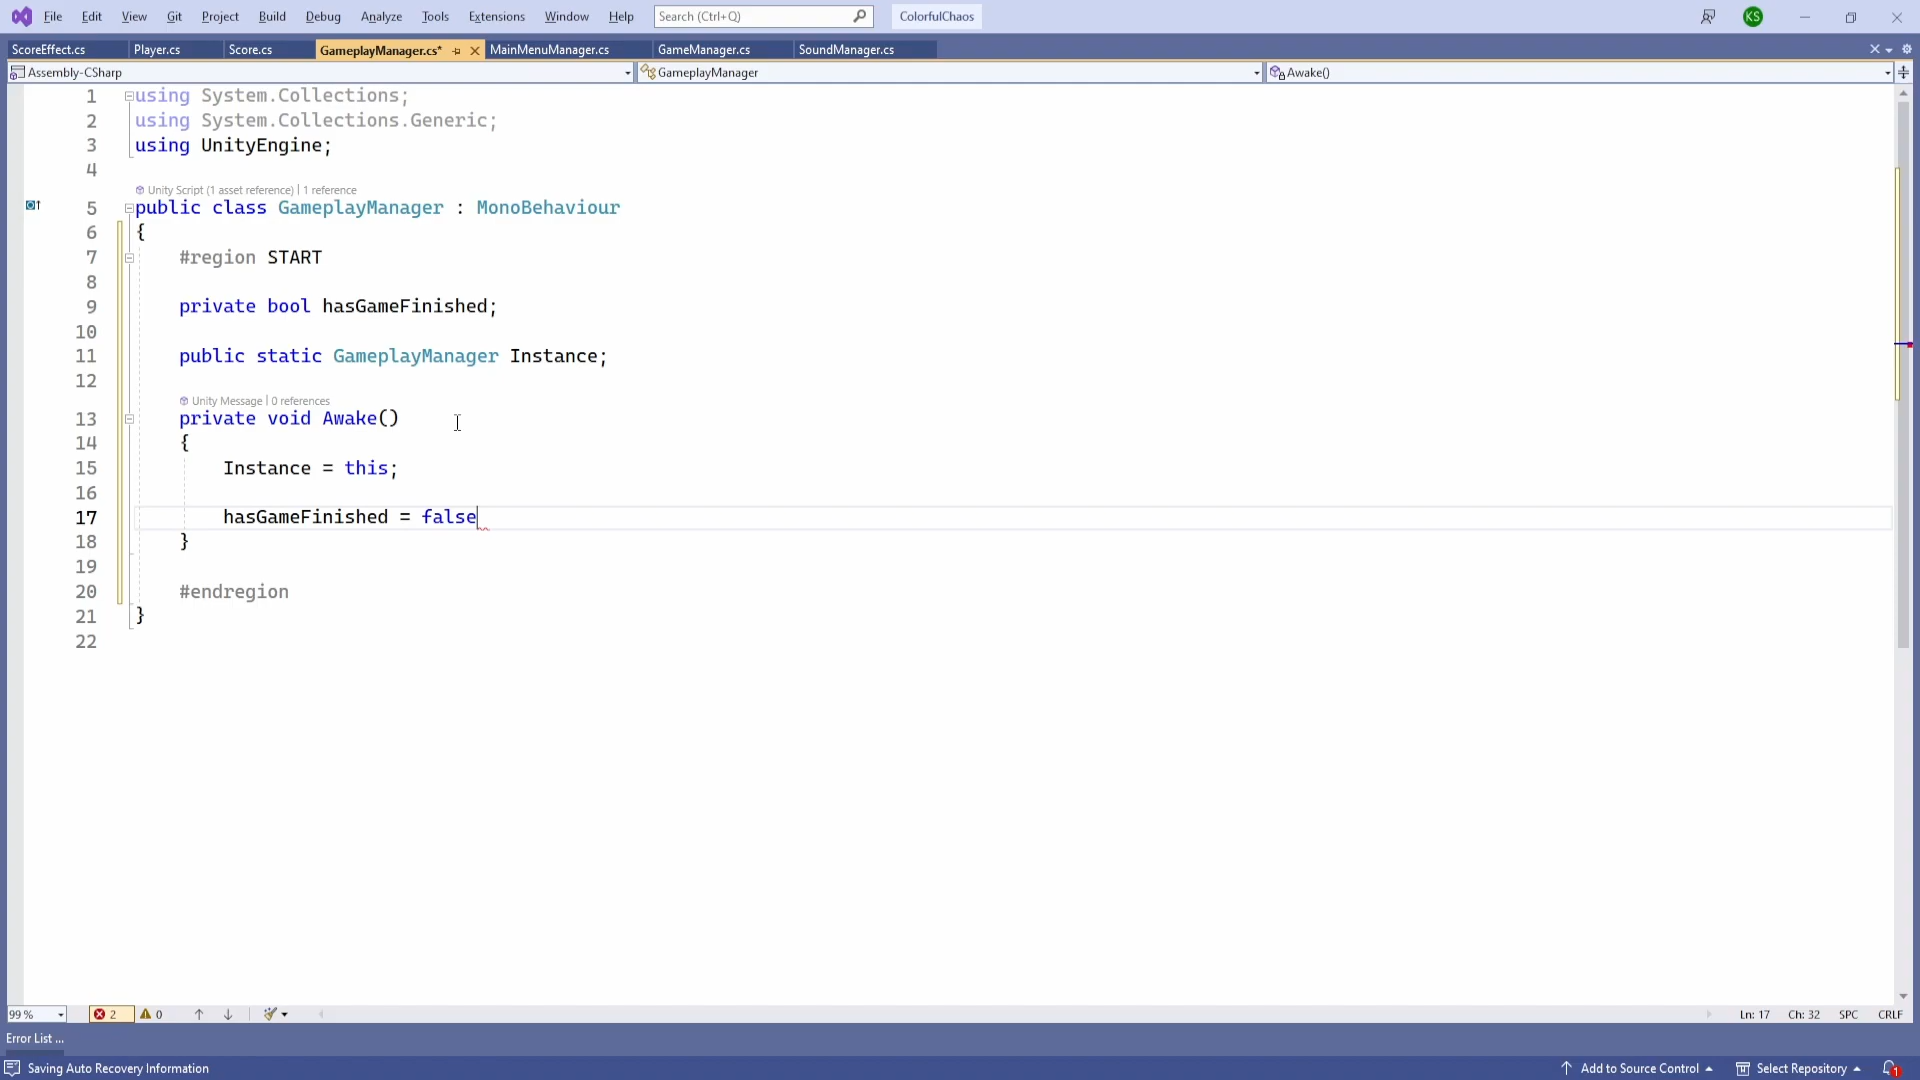 File Edit View Git Project Build Debug Analyze Tools Extensions Window Help Search (Ctrl+Q) ColorfulChaos KS
ScoreEffect.cs Player.cs Score.cs GameplayManager.cs* MainMenuManager.cs GameManager.cs SoundManager.cs
Assembly-CSharp GameplayManager Awake()
1 using System.Collections;
2 using System.Collections.Generic;
3 using UnityEngine;
4
Unity Script (1 asset reference) | 1 reference
5 public class GameplayManager : MonoBehaviour
6 {
7 #region START
8
9 private bool hasGameFinished;
10
11 public static GameplayManager Instance;
12
Unity Message | 0 references
13 private void Awake()
14 {
15 Instance = this;
16
17 hasGameFinished = false
18 }
19
20 #endregion
21 }
22
99 % 2 0 Ln: 17 Ch: 32 SPC CRLF
Error List ...
Saving Auto Recovery Information Add to Source Control Select Repository 1